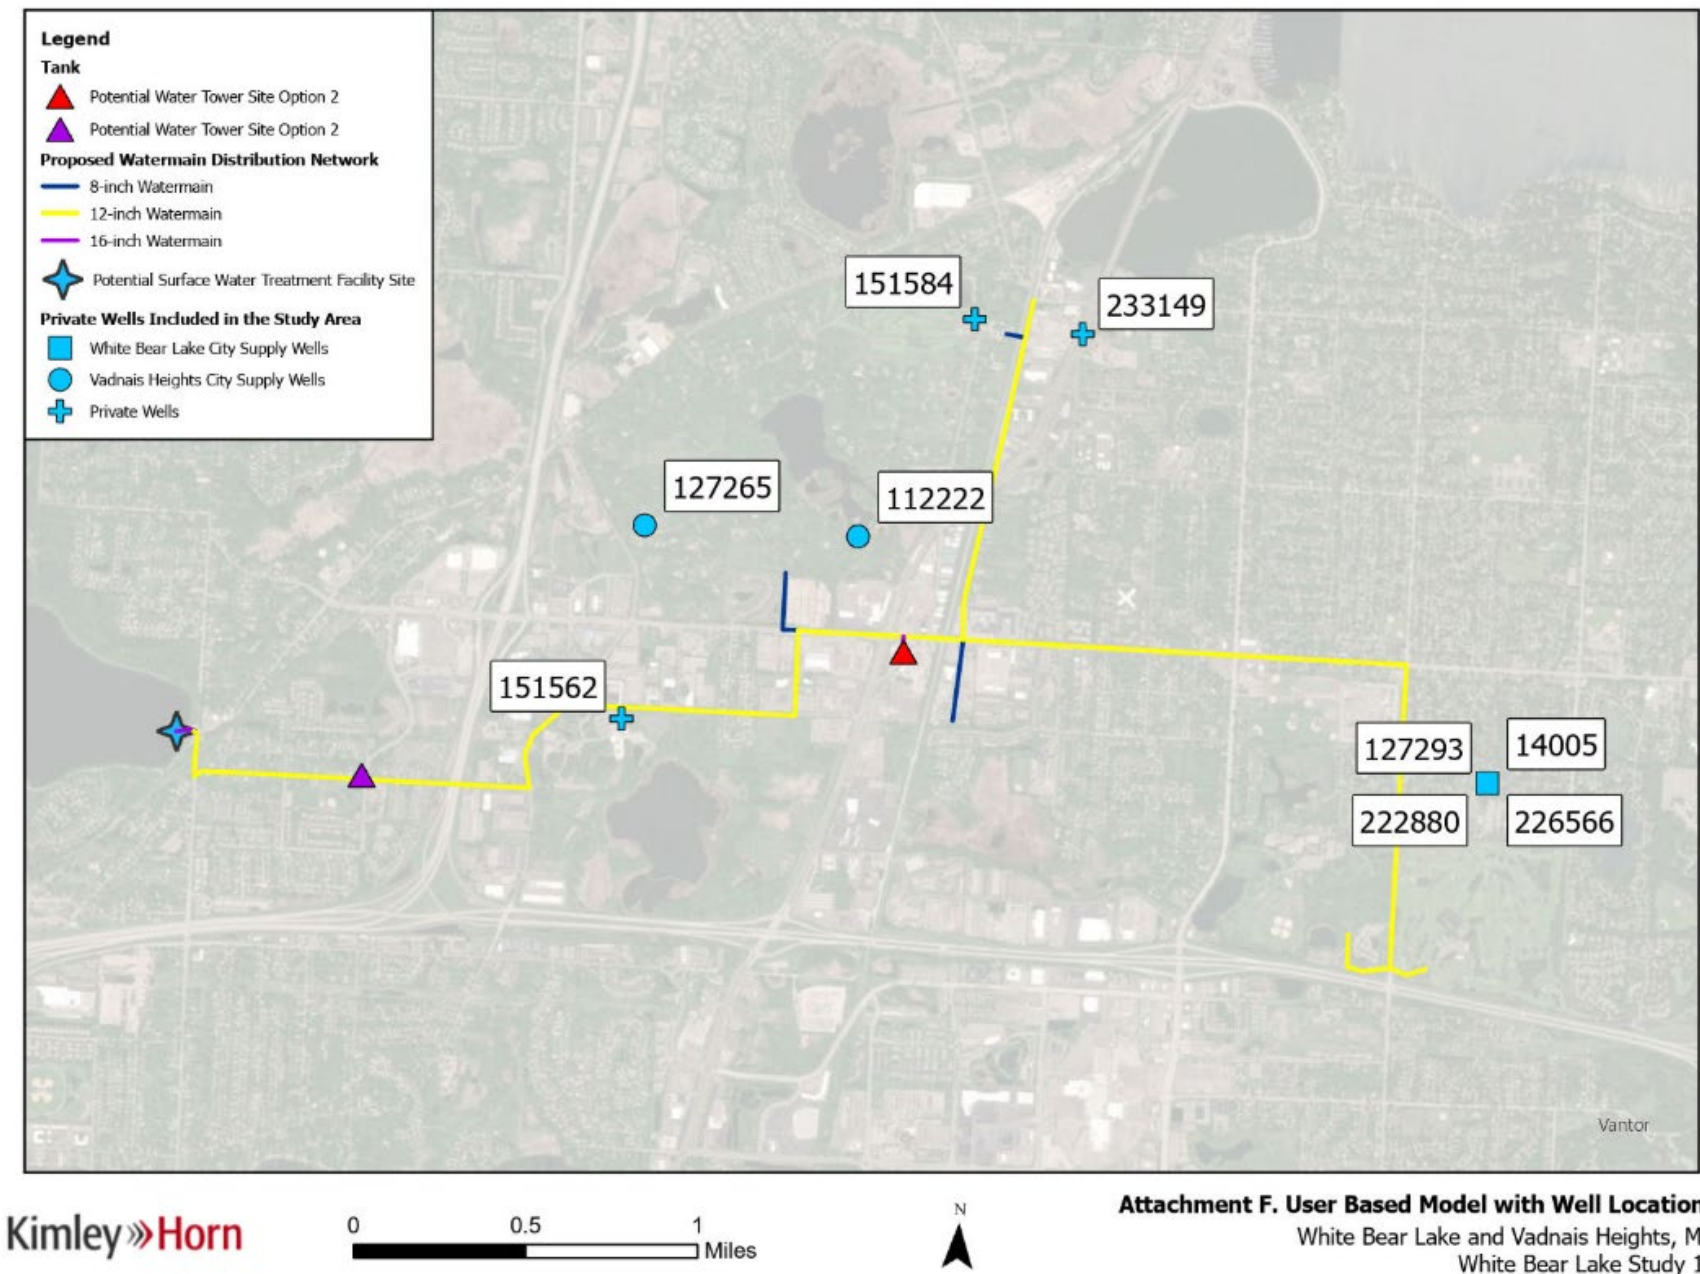 Legend
Tank
Potential Water Tower Site Option 2
Potential Water Tower Site Option 2
Proposed Watermain Distribution Network
8-inch Watermain
12-inch Watermain
16-inch Watermain
Potential Surface Water Treatment Facility Site
Private Wells Included in the Study Area
White Bear Lake City Supply Wells
Vadnais Heights City Supply Wells
Private Wells
151584
233149
127265
112222
151562
127293
14005
222880
226566
Vantor
Kimley»Horn
0 0.5 1
Miles
N
Attachment F. User Based Model with Well Location
White Bear Lake and Vadnais Heights, M
White Bear Lake Study 1